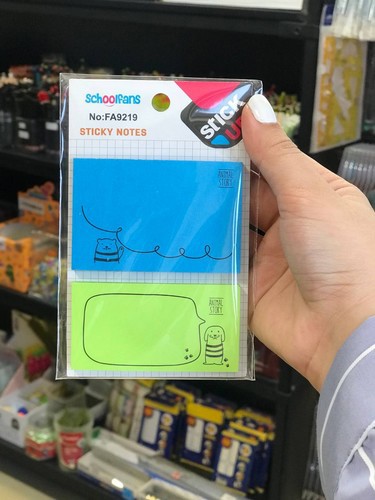 schoolfans
No:FA9219
STICKY NOTES
STICK
ANIMAL
STORY
ANIMAL
STORY